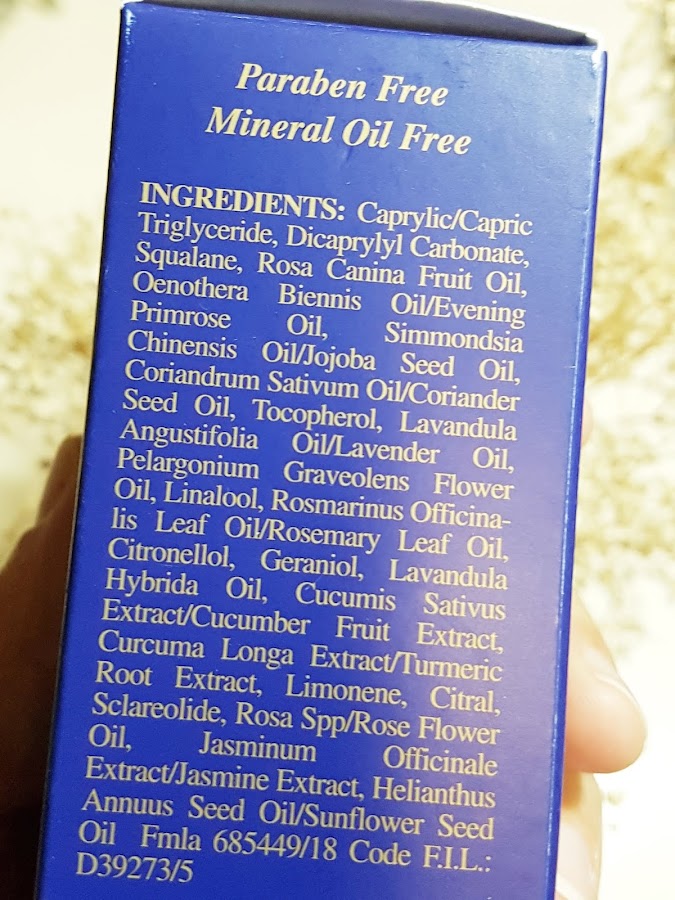 Paraben Free
Mineral Oil Free
INGREDIENTS: Caprylic/Capric
Triglyceride, Dicaprylyl Carbonate,
Squalane, Rosa Canina Fruit Oil,
Oenothera Biennis Oil/Evening
Primrose Oil, Simmondsia
Chinensis Oil/Jojoba Seed Oil,
Coriandrum Sativum Oil/Coriander
Seed Oil, Tocopherol, Lavandula
Angustifolia Oil/Lavender Oil,
Pelargonium Graveolens Flower
Oil, Linalool, Rosmarinus Officina-
lis Leaf Oil/Rosemary Leaf Oil,
Citronellol, Geraniol, Lavandula
Hybrida Oil, Cucumis Sativus
Extract/Cucumber Fruit Extract,
Curcuma Longa Extract/Turmeric
Root Extract, Limonene, Citral,
Sclareolide, Rosa Spp/Rose Flower
Oil, Jasminum Officinale
Extract/Jasmine Extract, Helianthus
Annuus Seed Oil/Sunflower Seed
Oil Fmla 685449/18 Code F.I.L.:
D39273/5